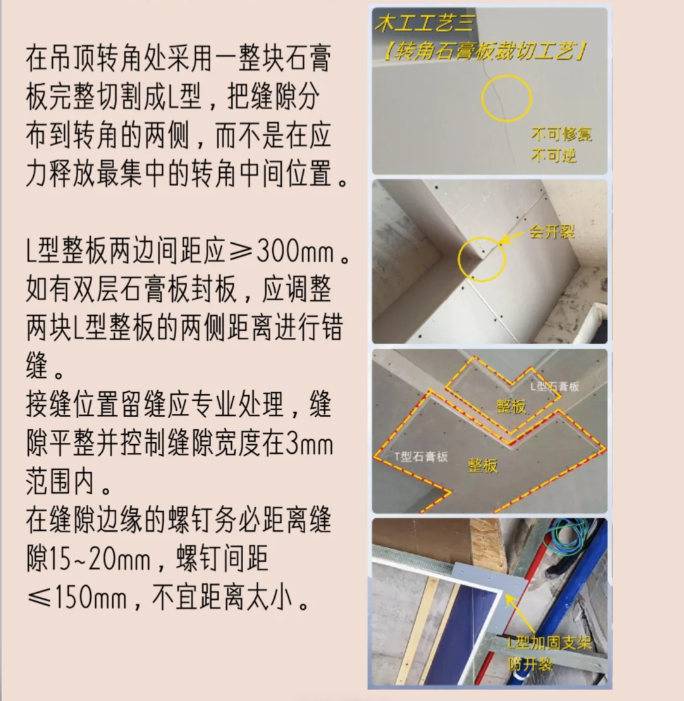 在吊顶转角处采用一整块石膏
板完整切割成L型，把缝隙分
布到转角的两侧，而不是在应
力释放最集中的转角中间位置。
L型整板两边间距应≥300mm。
如有双层石膏板封板，应调整
两块L型整板的两侧距离进行错
缝。
接缝位置留缝应专业处理，缝
隙平整并控制缝隙宽度在3mm
范围内。
在缝隙边缘的螺钉务必距离缝
隙15~20mm，螺钉间距
≤150mm，不宜距离太小。
木工工艺三
【转角石膏板裁切工艺】
不可修复
不可逆
会开裂
L型石膏板
整板
T型石膏板
整板
L型加固支架
防开裂